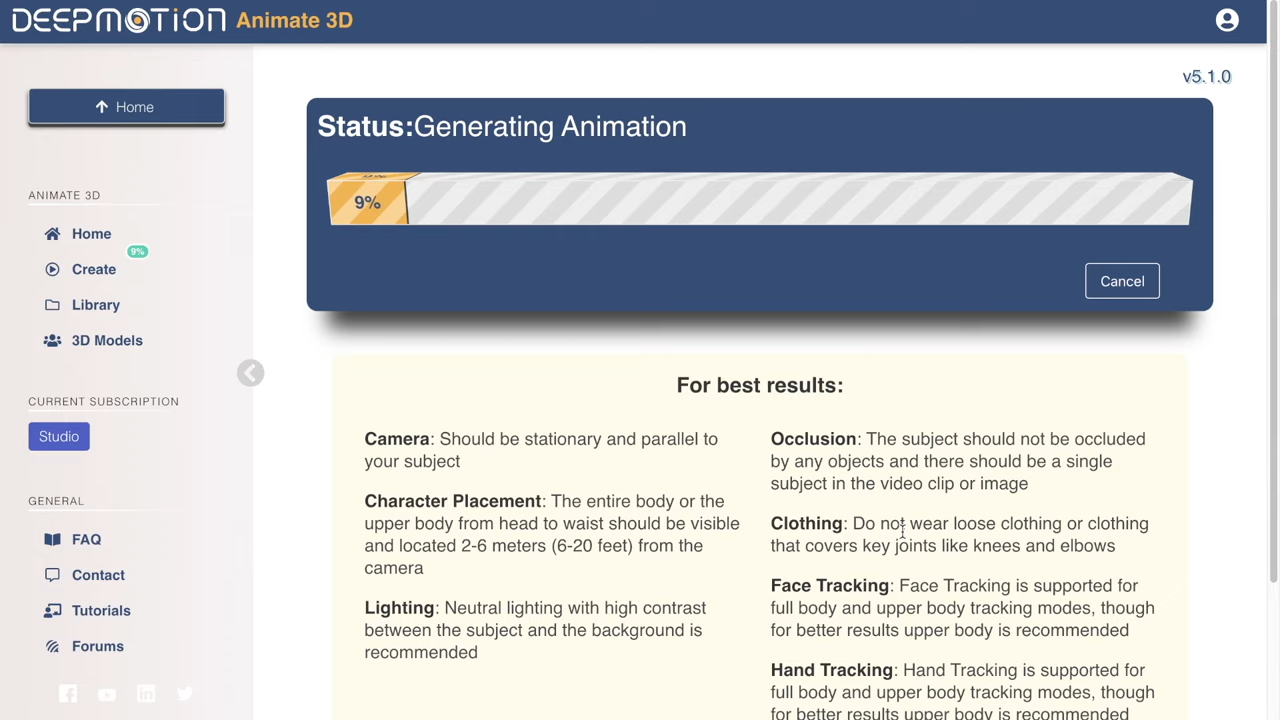 DEEPMOTION Animate 3D
v5.1.0
Home
ANIMATE 3D
Home
9%
Create
Library
3D Models
CURRENT SUBSCRIPTION
Studio
GENERAL
FAQ
Contact
Tutorials
Forums
Status:Generating Animation
9%
Cancel
For best results:
Camera: Should be stationary and parallel to
your subject
Character Placement: The entire body or the
upper body from head to waist should be visible
and located 2-6 meters (6-20 feet) from the
camera
Lighting: Neutral lighting with high contrast
between the subject and the background is
recommended
Occlusion: The subject should not be occluded
by any objects and there should be a single
subject in the video clip or image
Clothing: Do not wear loose clothing or clothing
that covers key joints like knees and elbows
Face Tracking: Face Tracking is supported for
full body and upper body tracking modes, though
for better results upper body is recommended
Hand Tracking: Hand Tracking is supported for
full body and upper body tracking modes, though
for better results upper body is recommended